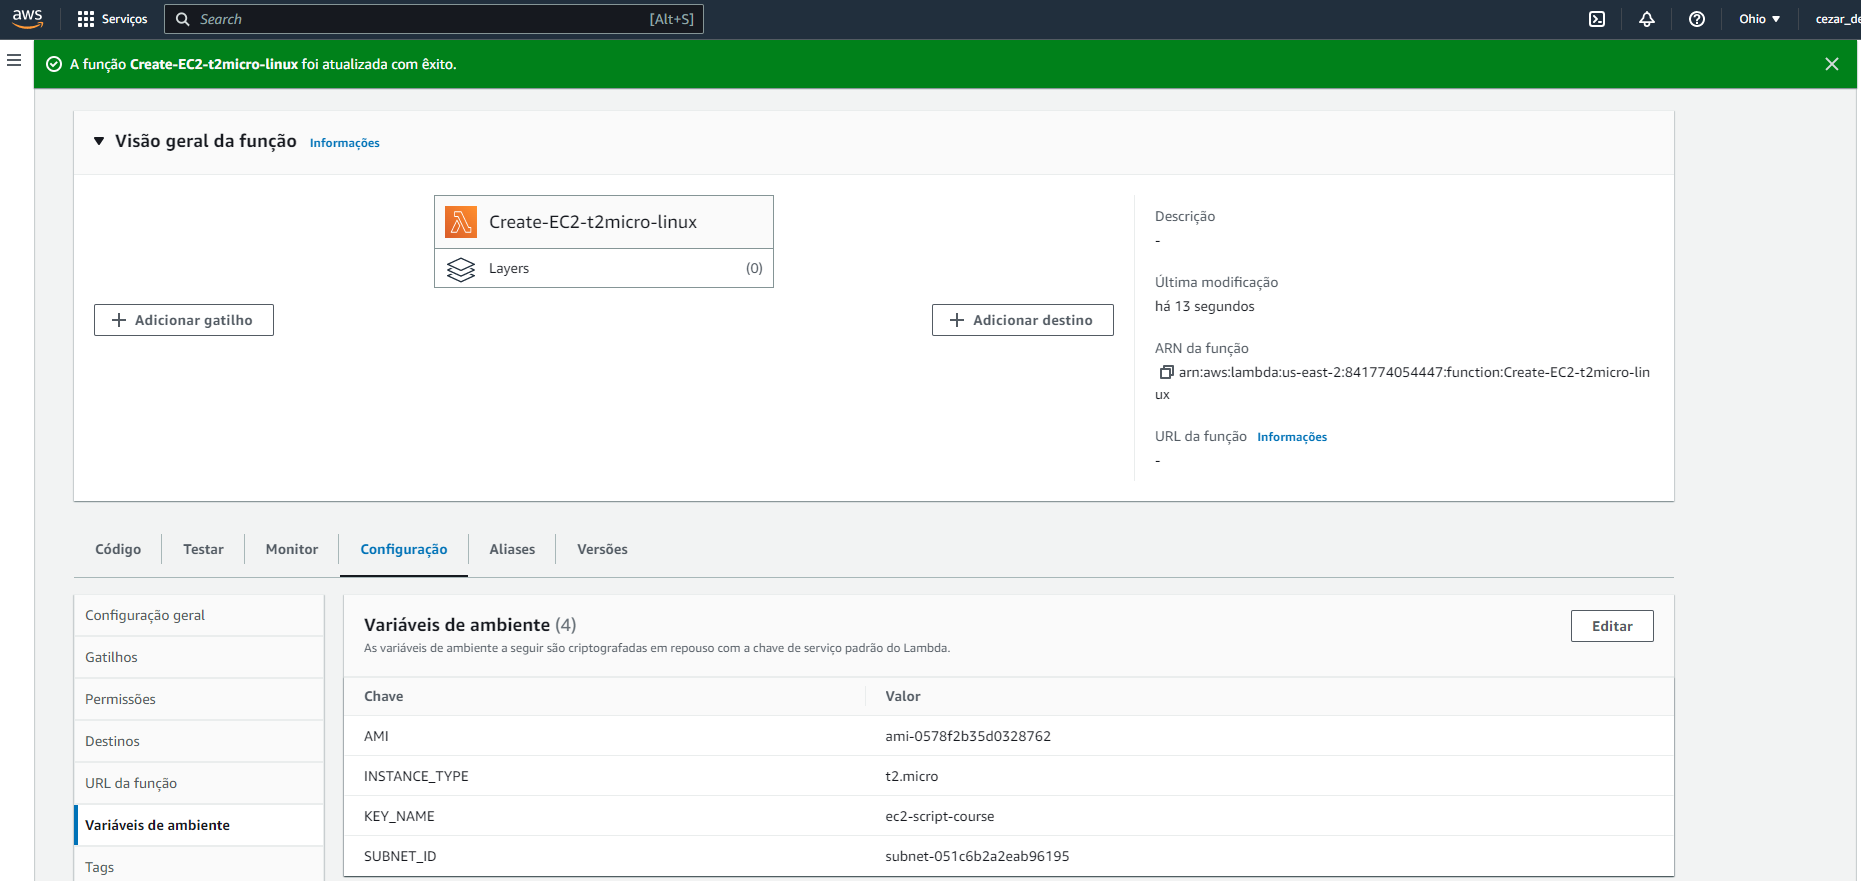 aws
Serviços
Search
[Alt+S]
Ohio
cezar_de
A função Create-EC2-t2micro-linux foi atualizada com êxito.
Visão geral da função
Informações
Create-EC2-t2micro-linux
Layers
(0)
Adicionar gatilho
Adicionar destino
Descrição
-
Última modificação
há 13 segundos
ARN da função
arn:aws:lambda:us-east-2:841774054447:function:Create-EC2-t2micro-lin
ux
URL da função
Informações
-
Código
Testar
Monitor
Configuração
Aliases
Versões
Configuração geral
Gatilhos
Permissões
Destinos
URL da função
Variáveis de ambiente
Tags
Variáveis de ambiente (4)
Editar
As variáveis de ambiente a seguir são criptografadas em repouso com a chave de serviço padrão do Lambda.
Chave
Valor
AMI
ami-0578f2b35d0328762
INSTANCE_TYPE
t2.micro
KEY_NAME
ec2-script-course
SUBNET_ID
subnet-051c6b2a2eab96195